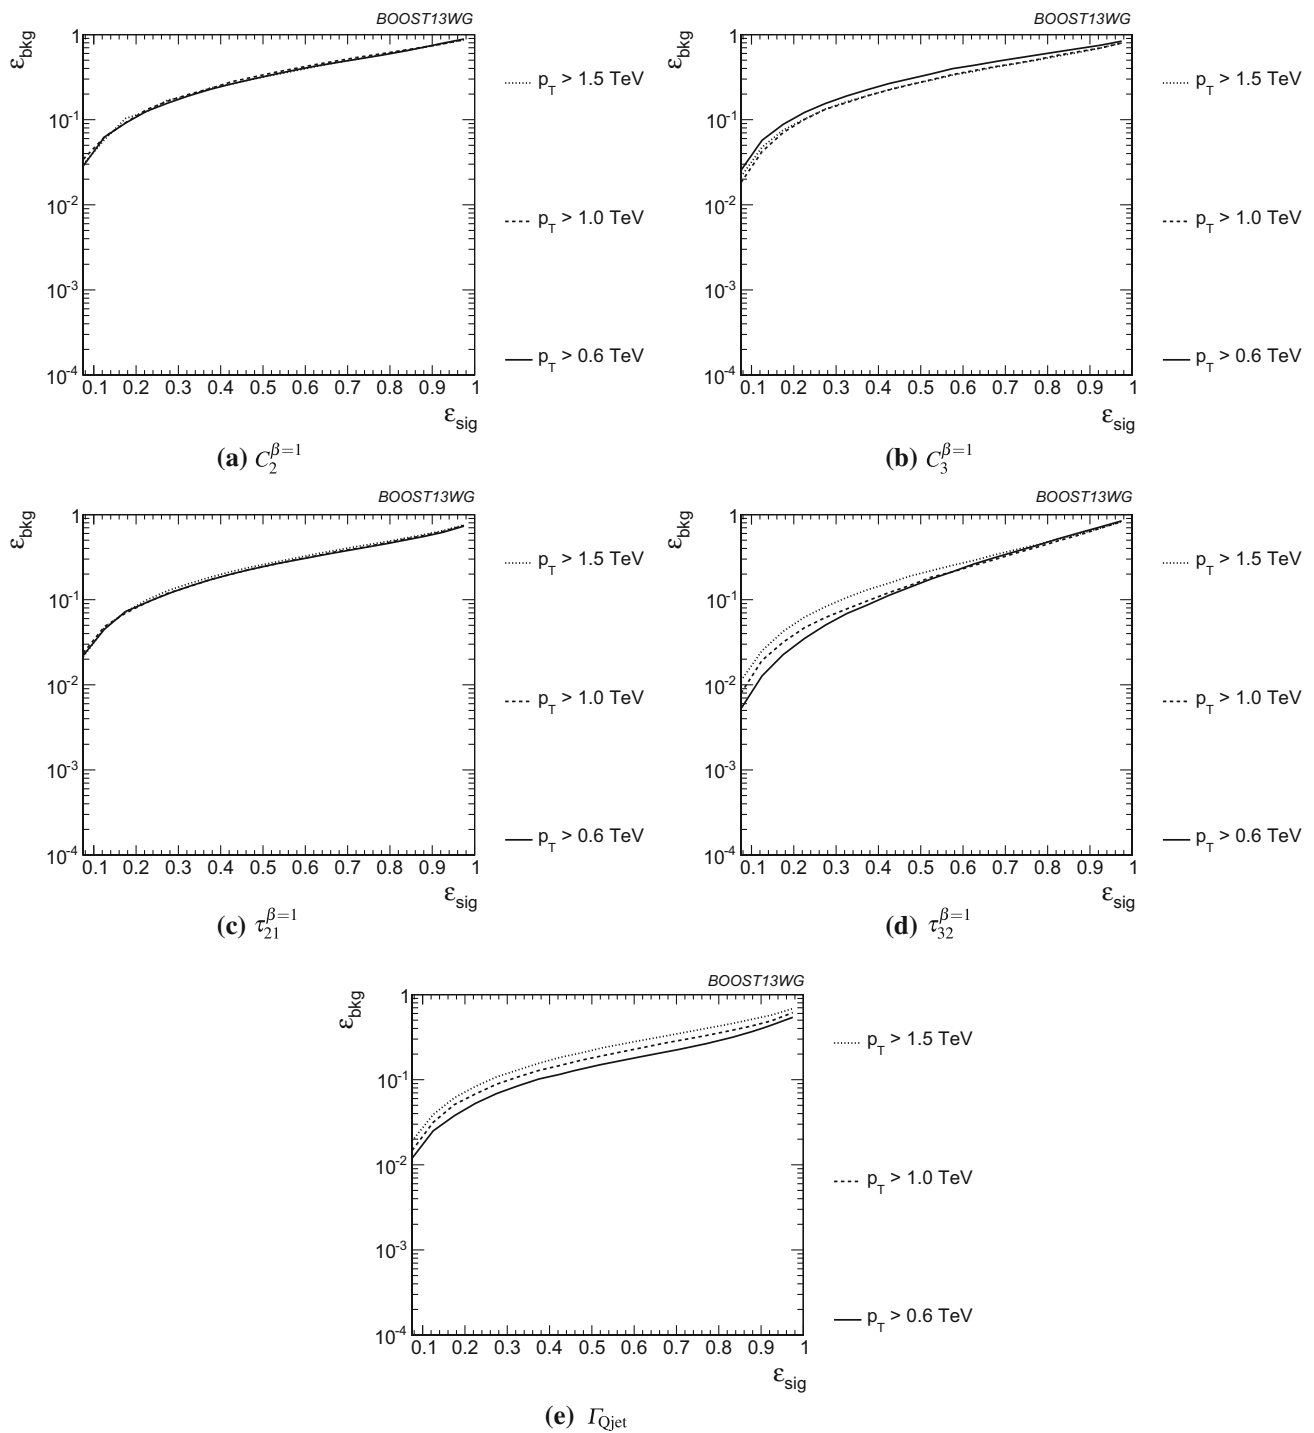 BOOST13WG
ε_bkg
1
10^-1
10^-2
10^-3
10^-4
0.1 0.2 0.3 0.4 0.5 0.6 0.7 0.8 0.9 1
ε_sig
p_T > 1.5 TeV
p_T > 1.0 TeV
p_T > 0.6 TeV
(a) C_2^{β=1}
BOOST13WG
ε_bkg
1
10^-1
10^-2
10^-3
10^-4
0.1 0.2 0.3 0.4 0.5 0.6 0.7 0.8 0.9 1
ε_sig
p_T > 1.5 TeV
p_T > 1.0 TeV
p_T > 0.6 TeV
(b) C_3^{β=1}
BOOST13WG
ε_bkg
1
10^-1
10^-2
10^-3
10^-4
0.1 0.2 0.3 0.4 0.5 0.6 0.7 0.8 0.9 1
ε_sig
p_T > 1.5 TeV
p_T > 1.0 TeV
p_T > 0.6 TeV
(c) τ_{21}^{β=1}
BOOST13WG
ε_bkg
1
10^-1
10^-2
10^-3
10^-4
0.1 0.2 0.3 0.4 0.5 0.6 0.7 0.8 0.9 1
ε_sig
p_T > 1.5 TeV
p_T > 1.0 TeV
p_T > 0.6 TeV
(d) τ_{32}^{β=1}
BOOST13WG
ε_bkg
1
10^-1
10^-2
10^-3
10^-4
0.1 0.2 0.3 0.4 0.5 0.6 0.7 0.8 0.9 1
ε_sig
p_T > 1.5 TeV
p_T > 1.0 TeV
p_T > 0.6 TeV
(e) Γ_Qjet